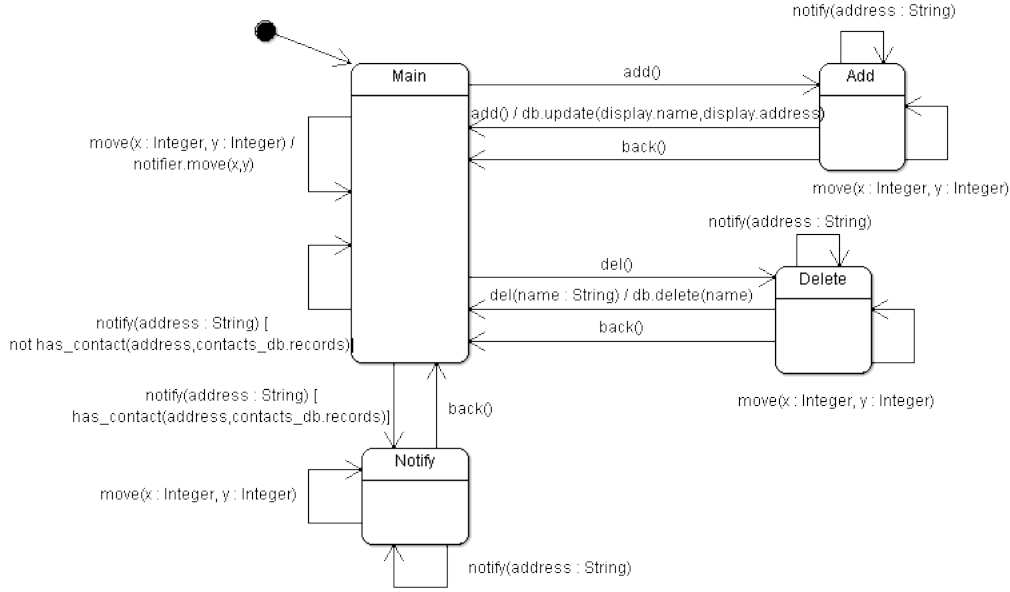 notify(address : String)
Main
add()
Add
add() / db.update(display.name,display.address)
move(x : Integer, y : Integer) /
notifier.move(x,y)
back()
move(x : Integer, y : Integer)
notify(address : String)
del()
Delete
del(name : String) / db.delete(name)
notify(address : String) [
not has_contact(address,contacts_db.records)]
back()
notify(address : String) [
has_contact(address,contacts_db.records)]
back()
move(x : Integer, y : Integer)
Notify
move(x : Integer, y : Integer)
notify(address : String)